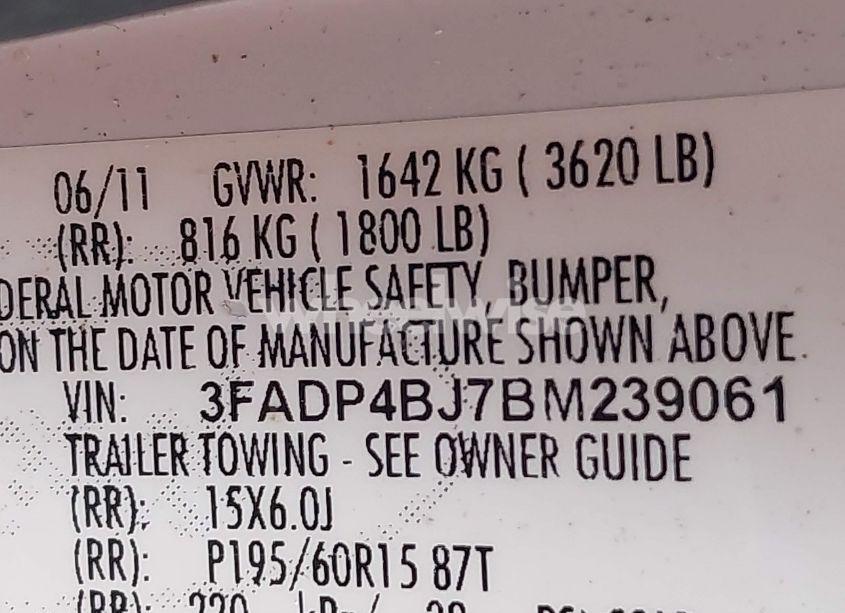 06/11 GVWR: 1642 KG ( 3620 LB)
(RR): 816 KG ( 1800 LB)
DERAL MOTOR VEHICLE SAFETY, BUMPER,
ON THE DATE OF MANUFACTURE SHOWN ABOVE.
VIN: 3FADP4BJ7BM239061
TRAILER TOWING - SEE OWNER GUIDE
(RR): 15X6.0J
(RR): P195/60R15 87T
(RR): 220